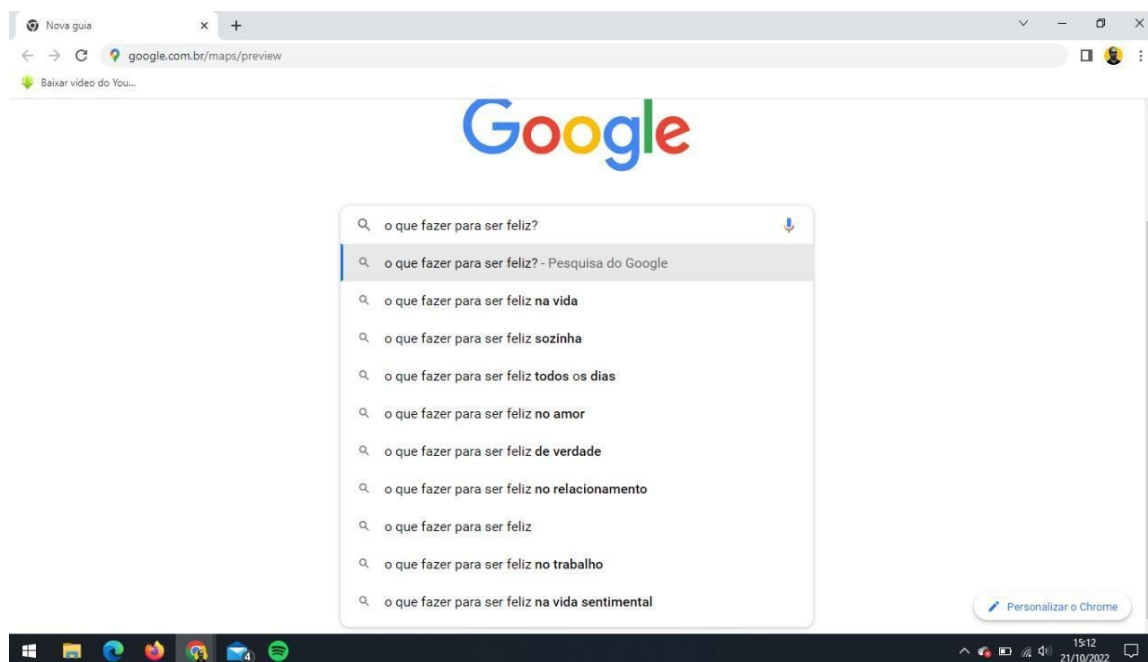 Nova guia
google.com.br/maps/preview
Baixar video do You...
Google
o que fazer para ser feliz?
o que fazer para ser feliz? - Pesquisa do Google
o que fazer para ser feliz na vida
o que fazer para ser feliz sozinha
o que fazer para ser feliz todos os dias
o que fazer para ser feliz no amor
o que fazer para ser feliz de verdade
o que fazer para ser feliz no relacionamento
o que fazer para ser feliz
o que fazer para ser feliz no trabalho
o que fazer para ser feliz na vida sentimental
Personalizar o Chrome
4
15:12
21/10/2022